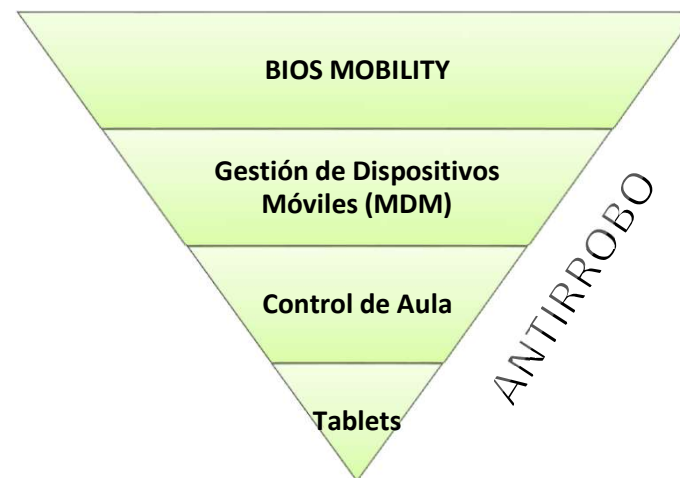 BIOS MOBILITY
Gestión de Dispositivos
Móviles (MDM)
Control de Aula
Tablets
ANTIRROBO